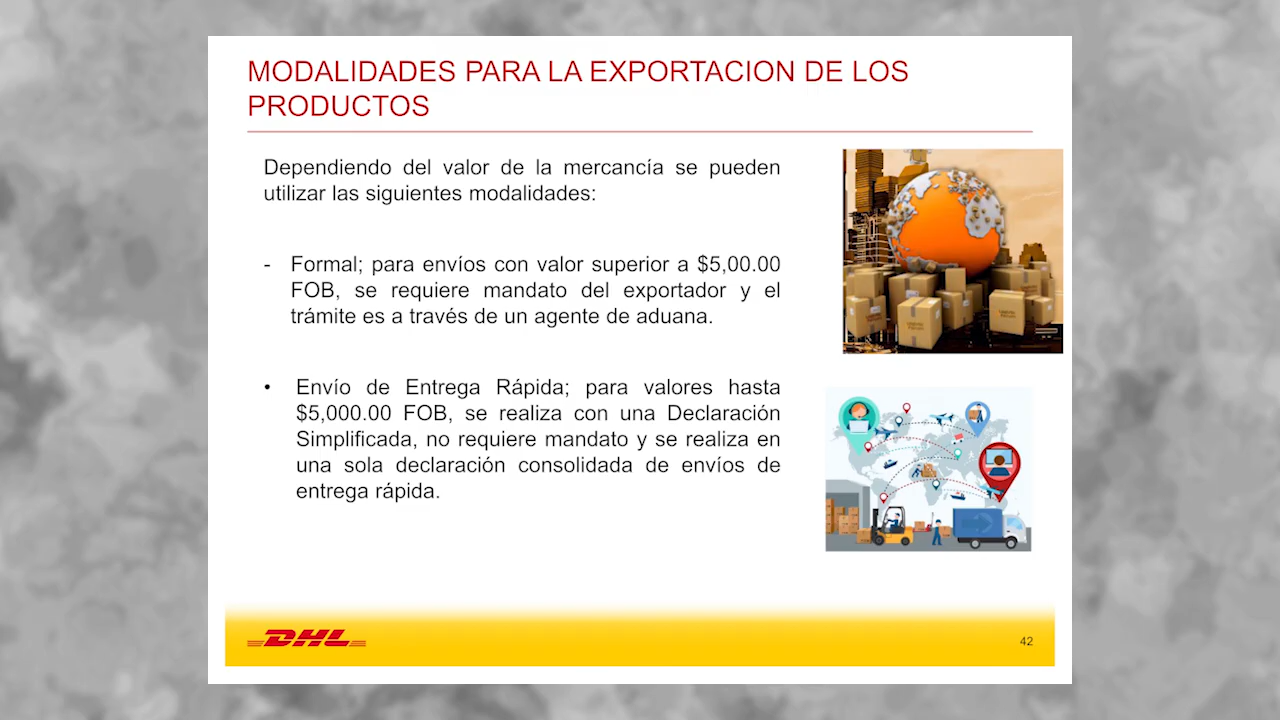 MODALIDADES PARA LA EXPORTACION DE LOS
PRODUCTOS
Dependiendo del valor de la mercancía se pueden
utilizar las siguientes modalidades:
- Formal; para envíos con valor superior a $5,00.00
FOB, se requiere mandato del exportador y el
trámite es a través de un agente de aduana.
• Envío de Entrega Rápida; para valores hasta
$5,000.00 FOB, se realiza con una Declaración
Simplificada, no requiere mandato y se realiza en
una sola declaración consolidada de envíos de
entrega rápida.
DHL
42